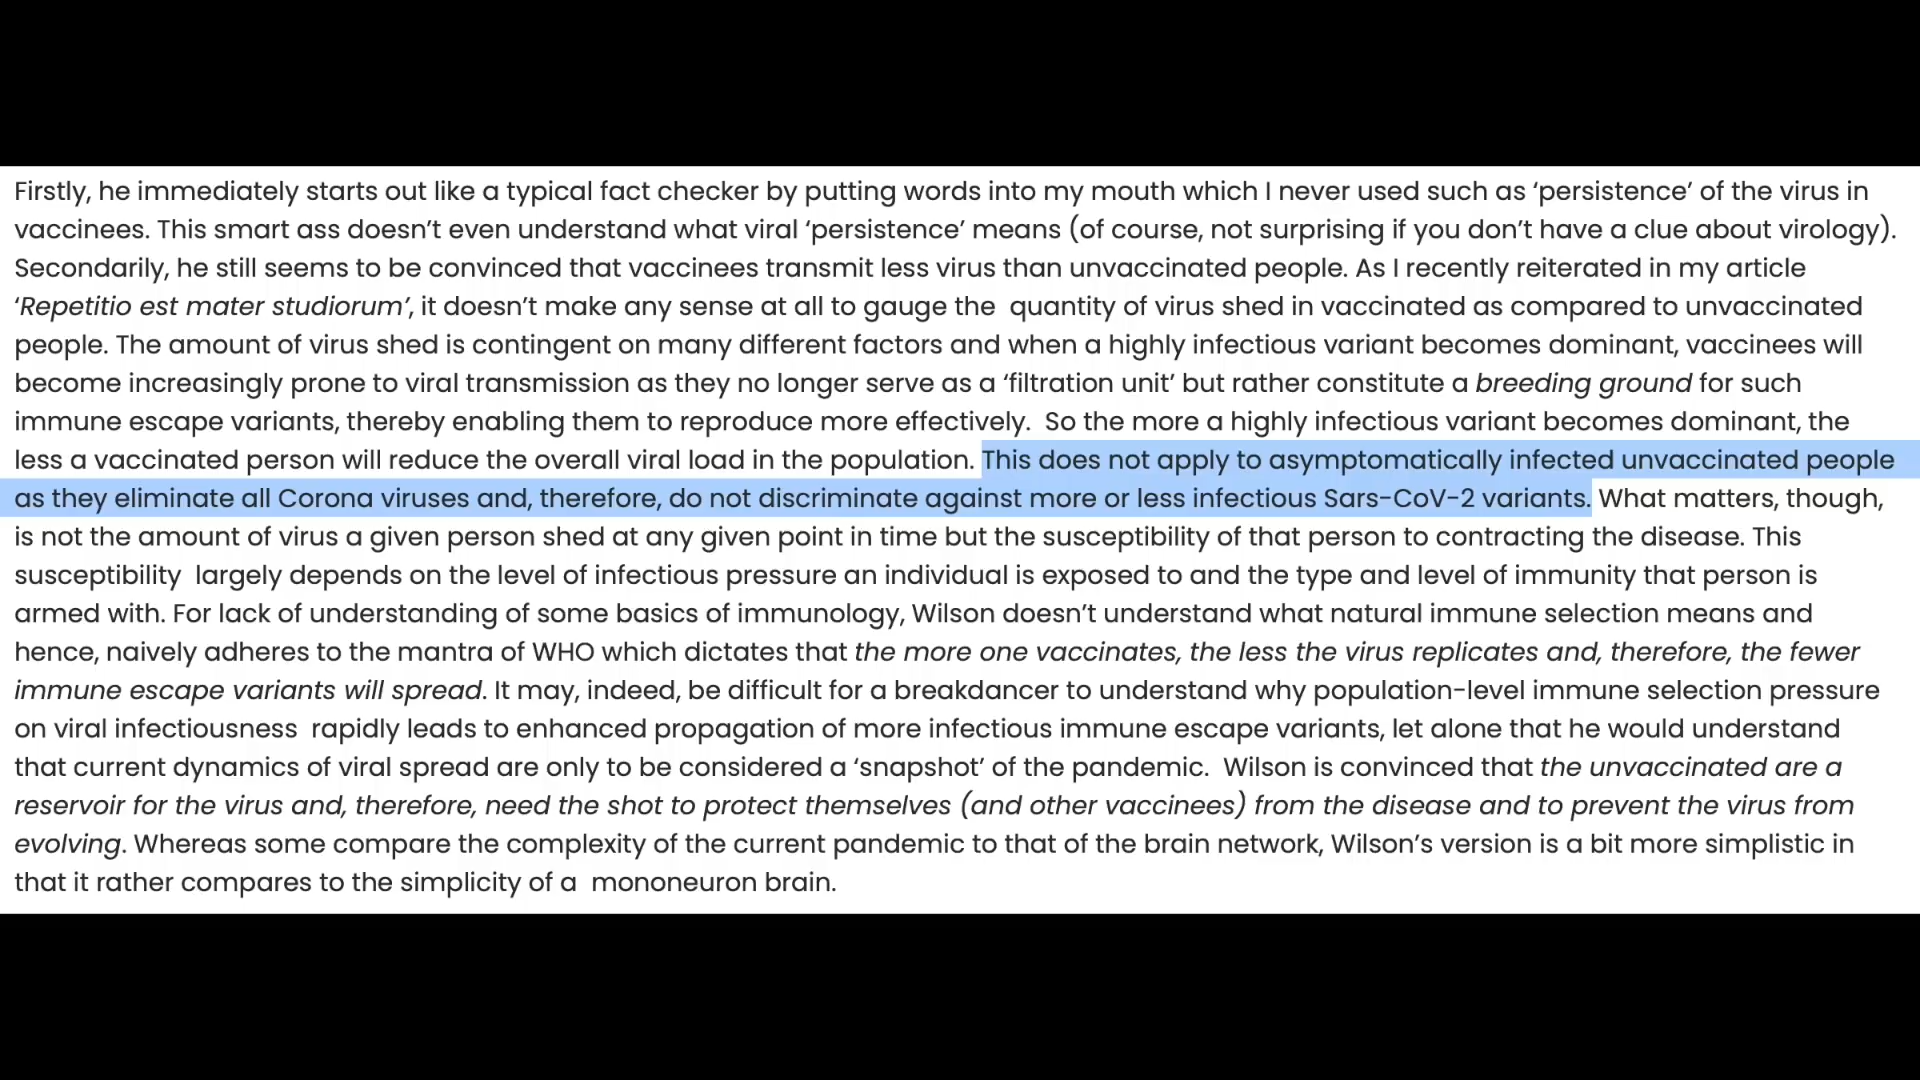 Firstly, he immediately starts out like a typical fact checker by putting words into my mouth which I never used such as ‘persistence’ of the virus in
vaccinees. This smart ass doesn’t even understand what viral ‘persistence’ means (of course, not surprising if you don’t have a clue about virology).
Secondarily, he still seems to be convinced that vaccinees transmit less virus than unvaccinated people. As I recently reiterated in my article
‘Repetitio est mater studiorum’, it doesn’t make any sense at all to gauge the quantity of virus shed in vaccinated as compared to unvaccinated
people. The amount of virus shed is contingent on many different factors and when a highly infectious variant becomes dominant, vaccinees will
become increasingly prone to viral transmission as they no longer serve as a ‘filtration unit’ but rather constitute a breeding ground for such
immune escape variants, thereby enabling them to reproduce more effectively. So the more a highly infectious variant becomes dominant, the
less a vaccinated person will reduce the overall viral load in the population. This does not apply to asymptomatically infected unvaccinated people
as they eliminate all Corona viruses and, therefore, do not discriminate against more or less infectious Sars-CoV-2 variants. What matters, though,
is not the amount of virus a given person shed at any given point in time but the susceptibility of that person to contracting the disease. This
susceptibility largely depends on the level of infectious pressure an individual is exposed to and the type and level of immunity that person is
armed with. For lack of understanding of some basics of immunology, Wilson doesn’t understand what natural immune selection means and
hence, naively adheres to the mantra of WHO which dictates that the more one vaccinates, the less the virus replicates and, therefore, the fewer
immune escape variants will spread. It may, indeed, be difficult for a breakdancer to understand why population-level immune selection pressure
on viral infectiousness rapidly leads to enhanced propagation of more infectious immune escape variants, let alone that he would understand
that current dynamics of viral spread are only to be considered a ‘snapshot’ of the pandemic. Wilson is convinced that the unvaccinated are a
reservoir for the virus and, therefore, need the shot to protect themselves (and other vaccinees) from the disease and to prevent the virus from
evolving. Whereas some compare the complexity of the current pandemic to that of the brain network, Wilson’s version is a bit more simplistic in
that it rather compares to the simplicity of a mononeuron brain.